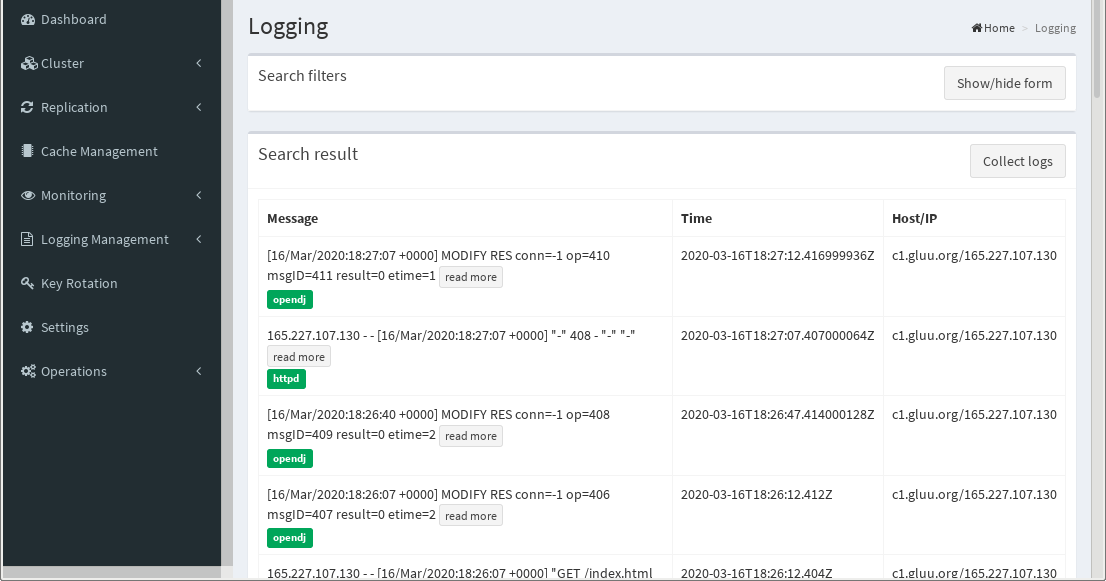 Dashboard
Cluster
Replication
Cache Management
Monitoring
Logging Management
Key Rotation
Settings
Operations
Logging
Home > Logging
Search filters
Show/hide form
Search result
Collect logs
Message Time Host/IP
[16/Mar/2020:18:27:07 +0000] MODIFY RES conn=-1 op=410 2020-03-16T18:27:12.416999936Z c1.gluu.org/165.227.107.130
msgID=411 result=0 etime=1 read more
opendj
165.227.107.130 - - [16/Mar/2020:18:27:07 +0000] "-" 408 - "-" "-" 2020-03-16T18:27:07.407000064Z c1.gluu.org/165.227.107.130
read more
httpd
[16/Mar/2020:18:26:40 +0000] MODIFY RES conn=-1 op=408 2020-03-16T18:26:47.414000128Z c1.gluu.org/165.227.107.130
msgID=409 result=0 etime=2 read more
opendj
[16/Mar/2020:18:26:07 +0000] MODIFY RES conn=-1 op=406 2020-03-16T18:26:12.412Z c1.gluu.org/165.227.107.130
msgID=407 result=0 etime=2 read more
opendj
165.227.107.130 - - [16/Mar/2020:18:26:07 +0000] "GET /index.html 2020-03-16T18:26:12.404Z c1.gluu.org/165.227.107.130